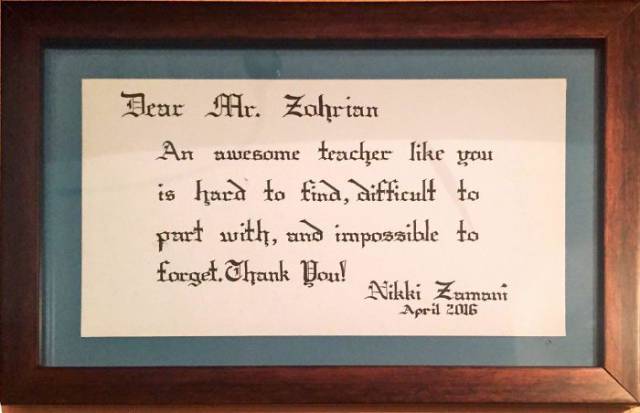 Dear Mr. Zohrian
An awesome teacher like you
is hard to find, difficult to
part with, and impossible to
forget. Thank You!
Nikki Zamani
April 2016